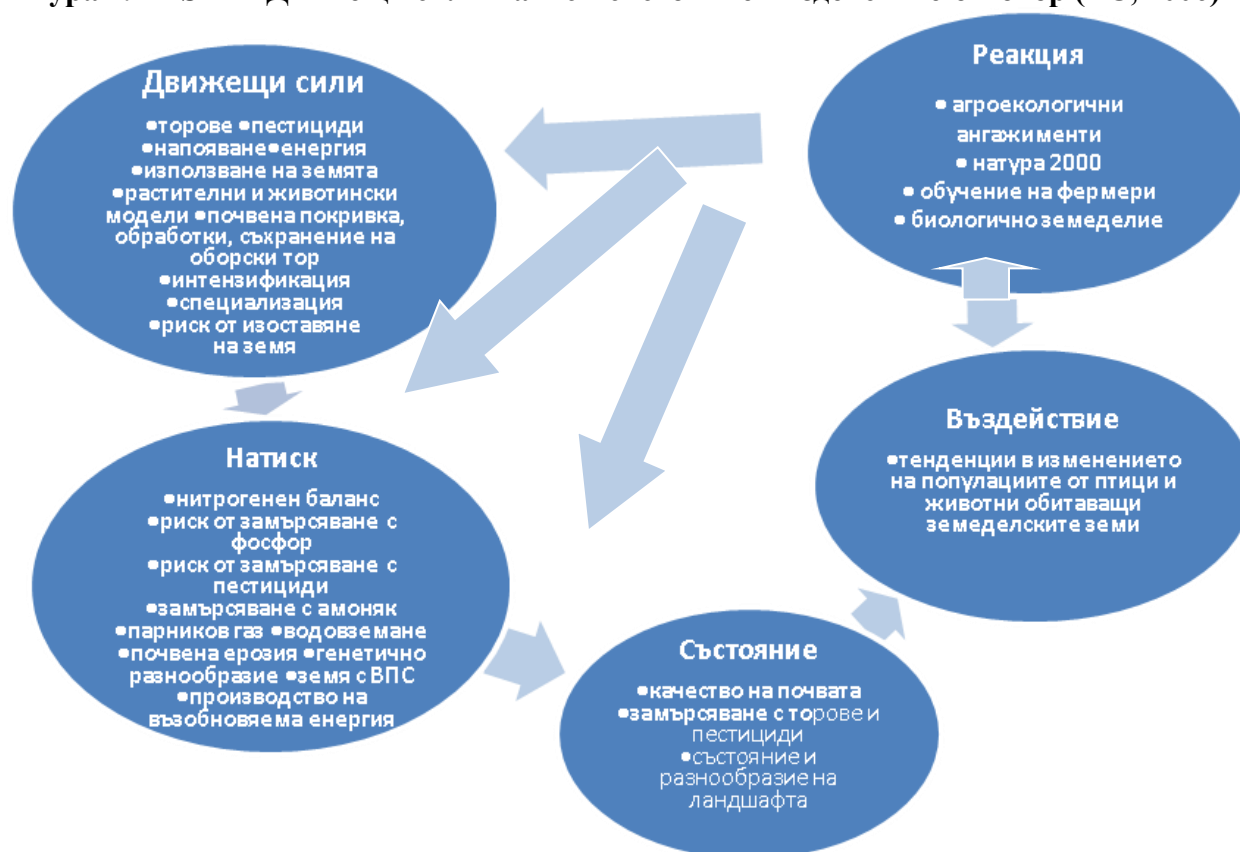 Движещи сили
•торове •пестициди
•напояване•енергия
•използване на земята
•растителни и животински
модели •почвена покривка,
обработки, съхранение на
оборски тор
•интензификация
•специализация
•риск от изоставяне
на земя
Реакция
• агроекологични
ангажименти
• натура 2000
• обучение на фермери
• биологично земеделие
Натиск
•нитрогенен баланс
•риск от замърсяване с
фосфор
•риск от замърсяване с
пестициди
•замърсяване с амоняк
•парников газ •водовземане
•почвена ерозия •генетично
разнообразие •земя с ВПС
•производство на
възобновяема енергия
Въздействие
•тенденции в изменението
на популациите от птици и
животни обитаващи
земеделските земи
Състояние
•качество на почвата
•замърсяване с торове и
пестициди
•състояние и
разнообразие на
ландшафта